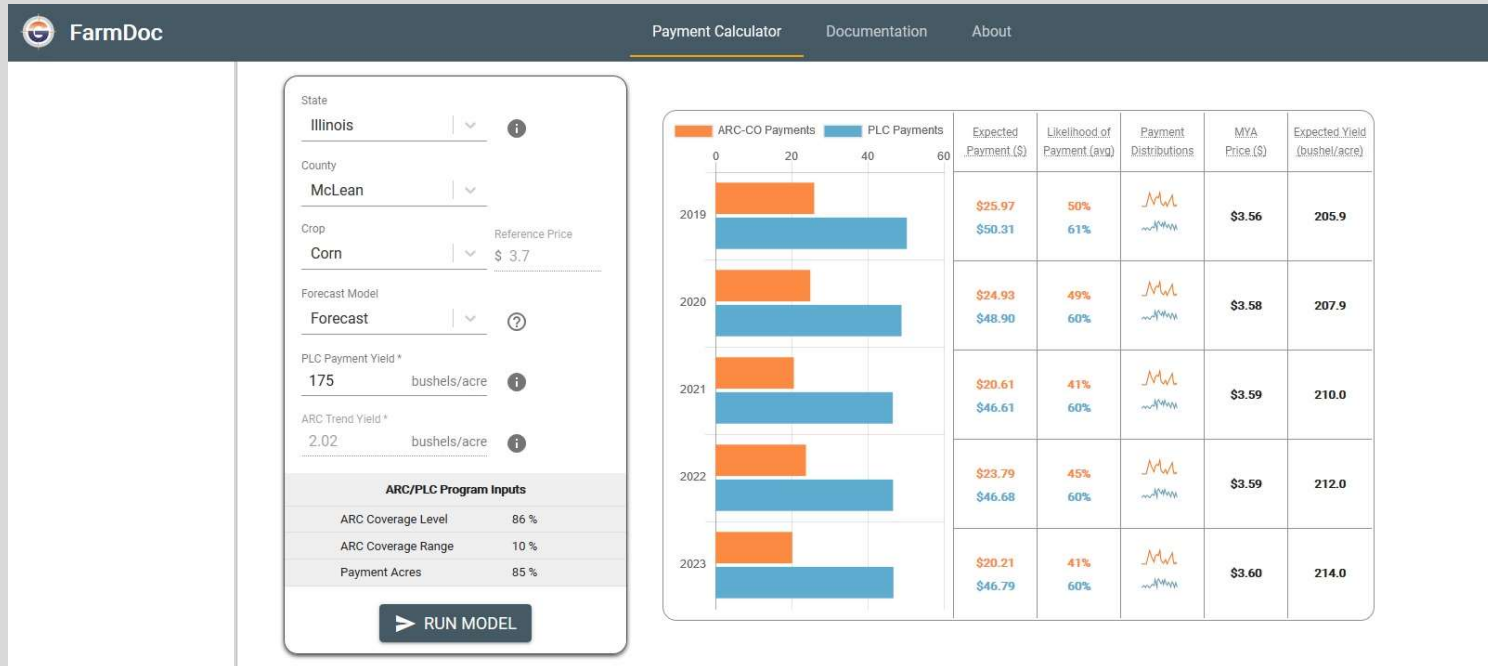 FarmDoc
Payment Calculator Documentation About
State
Illinois
County
McLean
Crop
Corn
Reference Price
$ 3.7
Forecast Model
Forecast
PLC Payment Yield *
175 bushels/acre
ARC Trend Yield *
2.02 bushels/acre
ARC/PLC Program Inputs
ARC Coverage Level 86 %
ARC Coverage Range 10 %
Payment Acres 85 %
RUN MODEL
ARC-CO Payments PLC Payments
0 20 40 60
Expected
Payment ($)
Likelihood of
Payment (avg)
Payment
Distributions
MYA
Price ($)
Expected Yield
(bushel/acre)
2019
$25.97 50%
$50.31 61%
$3.56 205.9
2020
$24.93 49%
$48.90 60%
$3.58 207.9
2021
$20.61 41%
$46.61 60%
$3.59 210.0
2022
$23.79 45%
$46.68 60%
$3.59 212.0
2023
$20.21 41%
$46.79 60%
$3.60 214.0